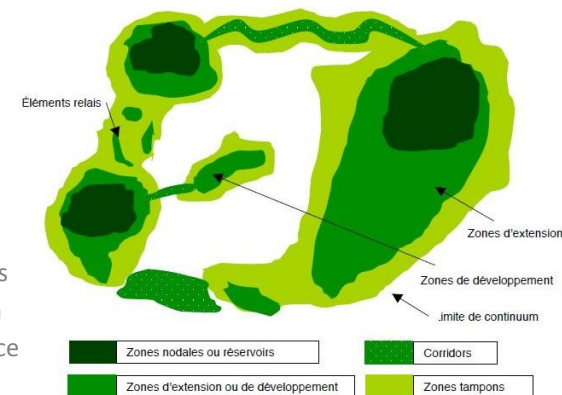 Éléments relais
Zones d'extension
s
Zones de développement
.imite de continuum
ce
Zones nodales ou réservoirs
Corridors
Zones d'extension ou de développement
Zones tampons